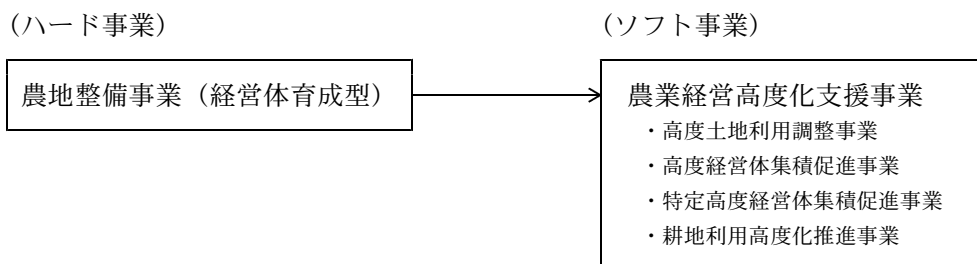 （ハード事業）
（ソフト事業）
農地整備事業（経営体育成型）
農業経営高度化支援事業
・高度土地利用調整事業
・高度経営体集積促進事業
・特定高度経営体集積促進事業
・耕地利用高度化推進事業